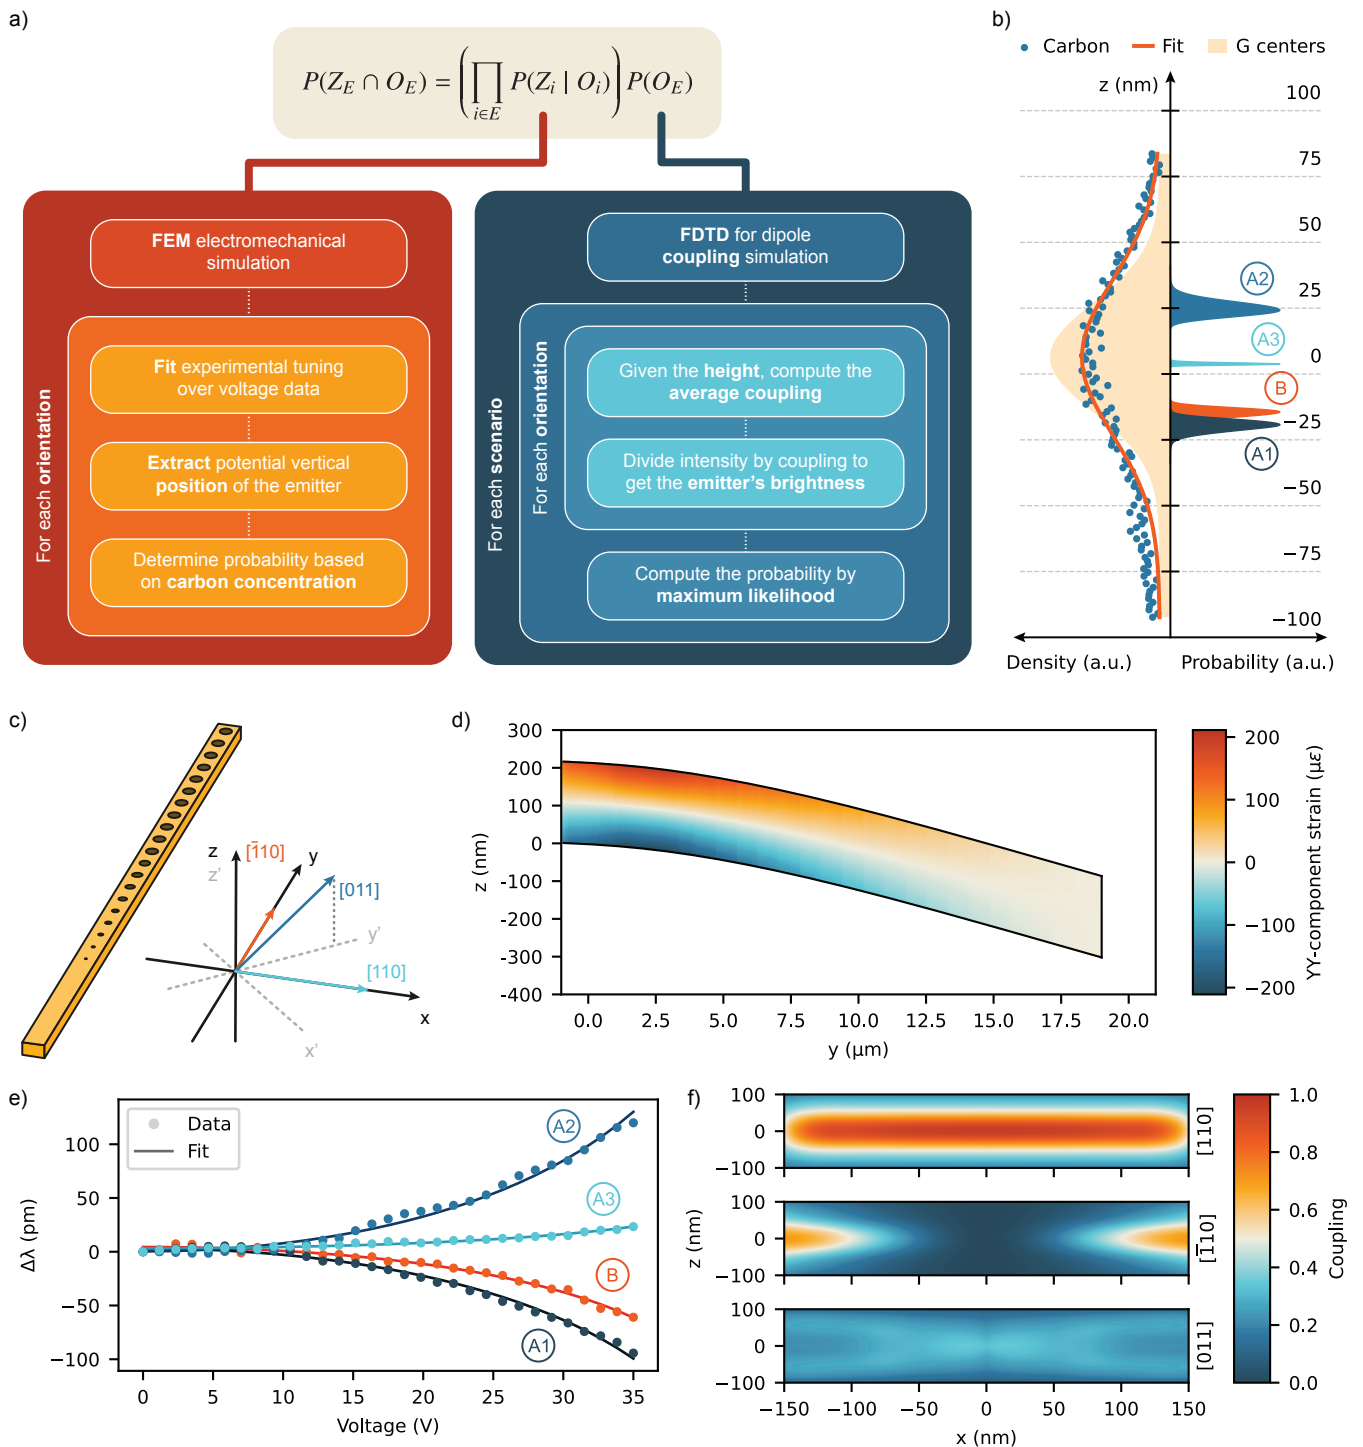 a)
P(Z_E ∩ O_E) = (∏_{i∈E} P(Z_i | O_i)) P(O_E)
For each orientation
FEM electromechanical
simulation
Fit experimental tuning
over voltage data
Extract potential vertical
position of the emitter
Determine probability based
on carbon concentration
For each scenario
For each orientation
FDTD for dipole
coupling simulation
Given the height, compute the
average coupling
Divide intensity by coupling to
get the emitter's brightness
Compute the probability by
maximum likelihood
b)
Carbon
Fit
G centers
z (nm)
100
75
50
25
0
−25
−50
−75
−100
A2
A3
B
A1
Density (a.u.)
Probability (a.u.)
c)
z
z'
[1̄10]
y
[011]
y'
[110]
x
x'
d)
300
200
100
0
-100
-200
-300
-400
z (nm)
0.0 2.5 5.0 7.5 10.0 12.5 15.0 17.5 20.0
y (μm)
200
100
0
−100
−200
YY-component strain (με)
e)
Data
Fit
A2
A3
B
A1
100
50
0
−50
−100
Δλ (pm)
0 5 10 15 20 25 30 35
Voltage (V)
f)
100
0
−100
[110]
100
0
−100
[1̄10]
100
0
−100
[011]
z (nm)
−150 −100 −50 0 50 100 150
x (nm)
1.0
0.8
0.6
0.4
0.2
0.0
Coupling